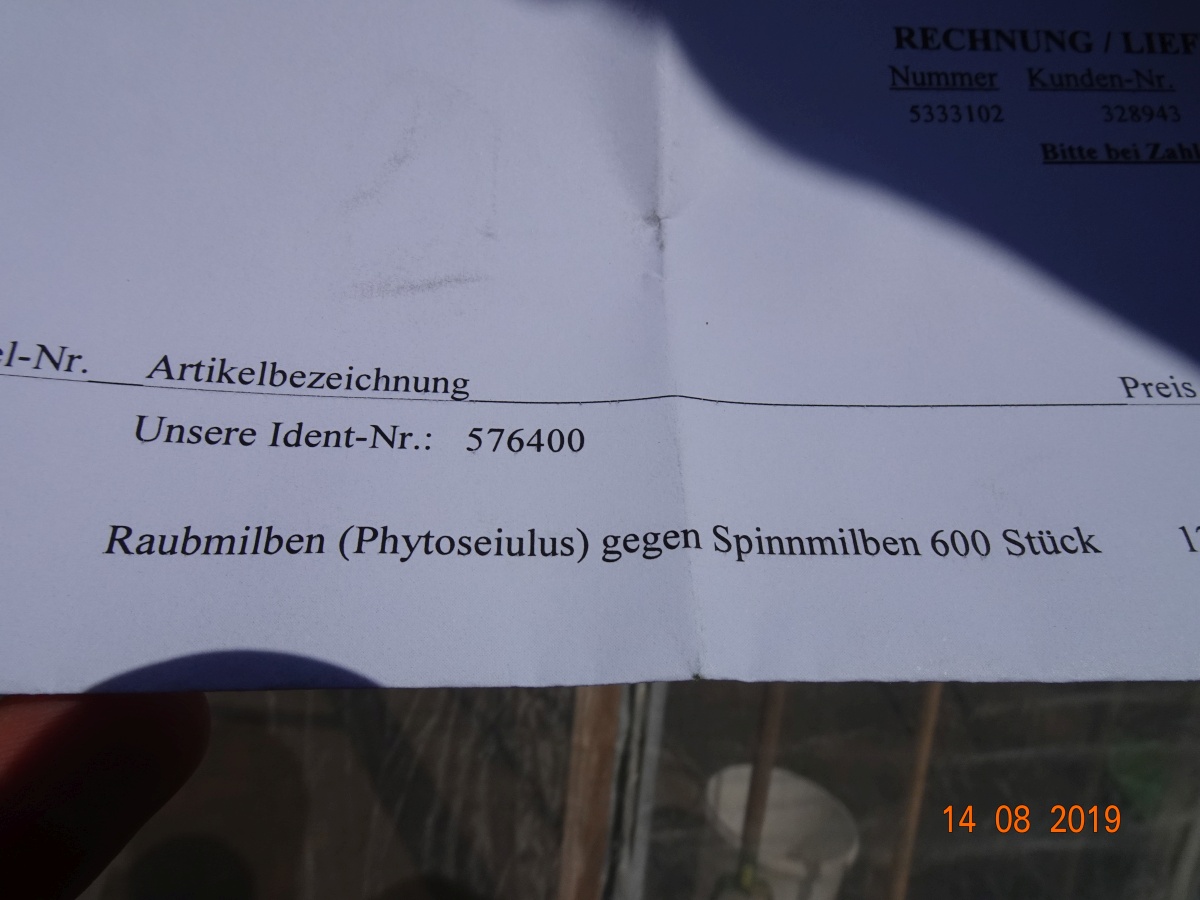 RECHNUNG / LIEF
Nummer Kunden-Nr.
5333102 328943
Bitte bei Zahl
el-Nr. Artikelbezeichnung Preis
Unsere Ident-Nr.: 576400
Raubmilben (Phytoseiulus) gegen Spinnmilben 600 Stück
14 08 2019